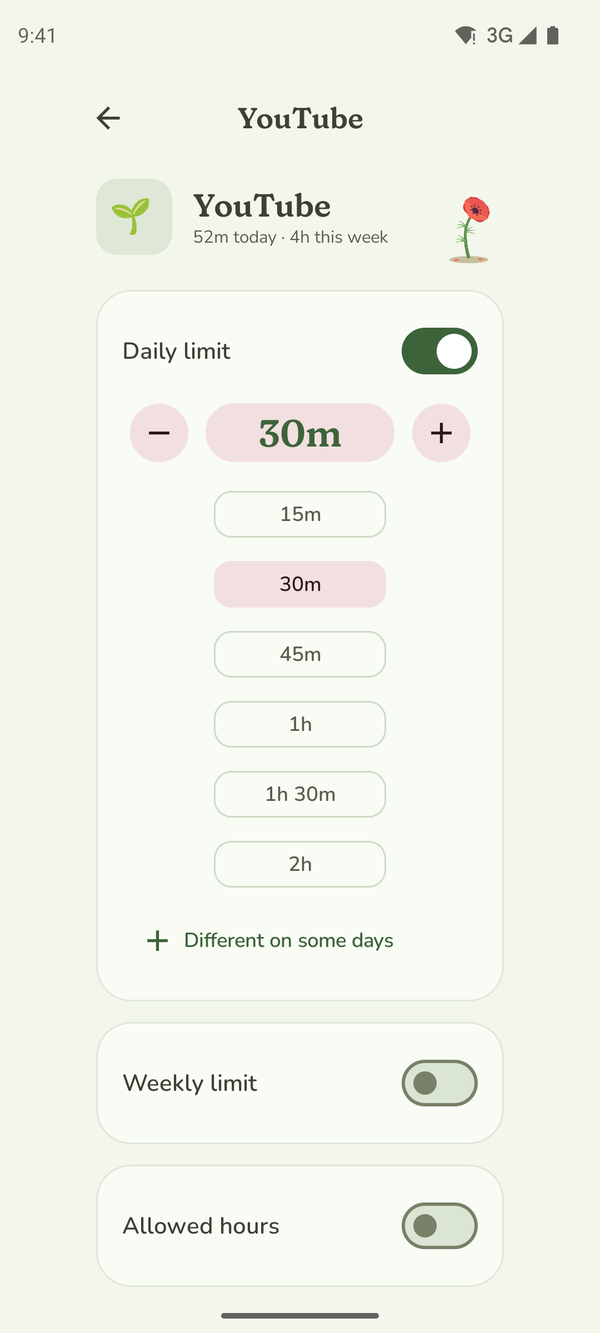 9:41
3G
YouTube
YouTube
52m today · 4h this week
Daily limit
30m
15m
30m
45m
1h
1h 30m
2h
Different on some days
Weekly limit
Allowed hours